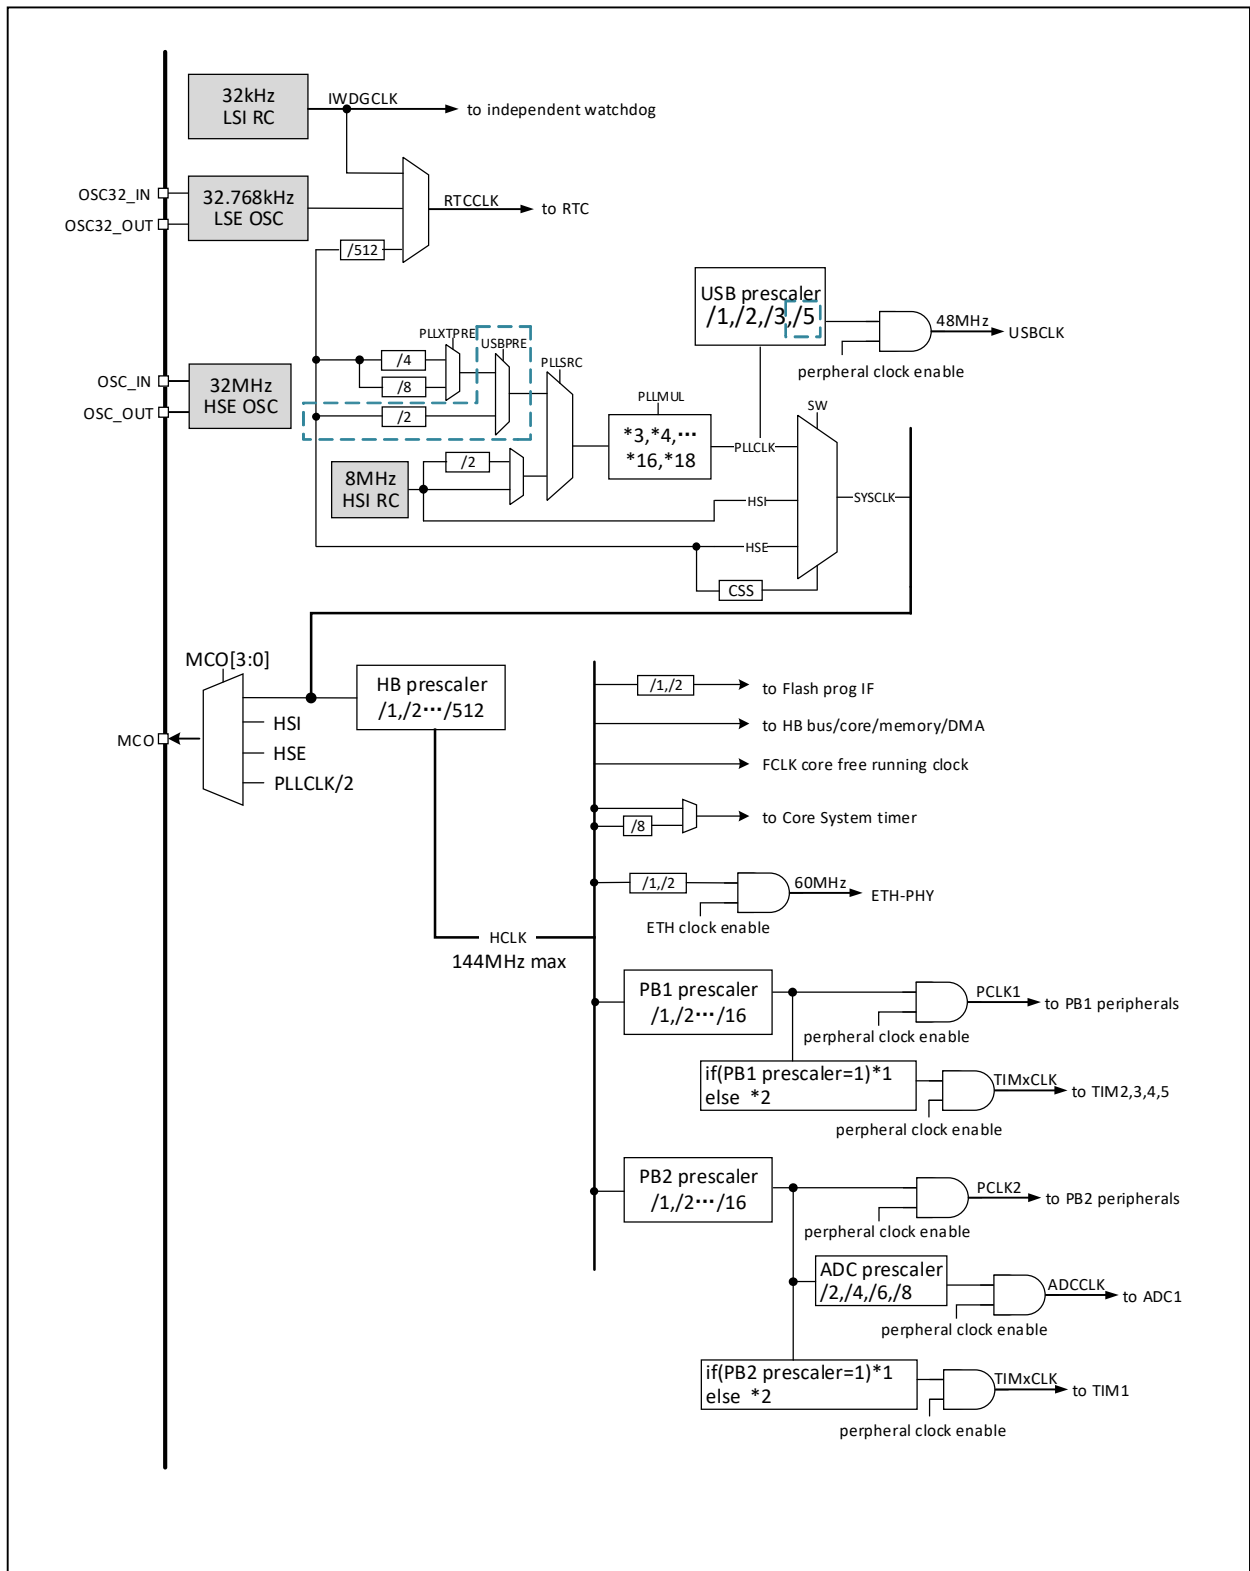 32kHz
LSI RC
IWDGCLK
to independent watchdog
OSC32_IN
OSC32_OUT
32.768kHz
LSE OSC
RTCCLK
to RTC
/512
USB prescaler
/1,/2,/3,/5
48MHz
USBCLK
perpheral clock enable
PLLXTPRE
USBPRE
PLLSRC
/4
/8
/2
OSC_IN
OSC_OUT
32MHz
HSE OSC
PLLMUL
*3,*4,···
*16,*18
PLLCLK
SW
8MHz
HSI RC
/2
HSI
SYSCLK
HSE
CSS
MCO[3:0]
HSI
HSE
PLLCLK/2
MCO
HB prescaler
/1,/2···/512
/1,/2
to Flash prog IF
to HB bus/core/memory/DMA
FCLK core free running clock
/8
to Core System timer
/1,/2
60MHz
ETH-PHY
ETH clock enable
HCLK
144MHz max
PB1 prescaler
/1,/2···/16
PCLK1
to PB1 peripherals
perpheral clock enable
if(PB1 prescaler=1)*1
else *2
TIMxCLK
to TIM2,3,4,5
perpheral clock enable
PB2 prescaler
/1,/2···/16
PCLK2
to PB2 peripherals
perpheral clock enable
ADC prescaler
/2,/4,/6,/8
ADCCLK
to ADC1
perpheral clock enable
if(PB2 prescaler=1)*1
else *2
TIMxCLK
to TIM1
perpheral clock enable